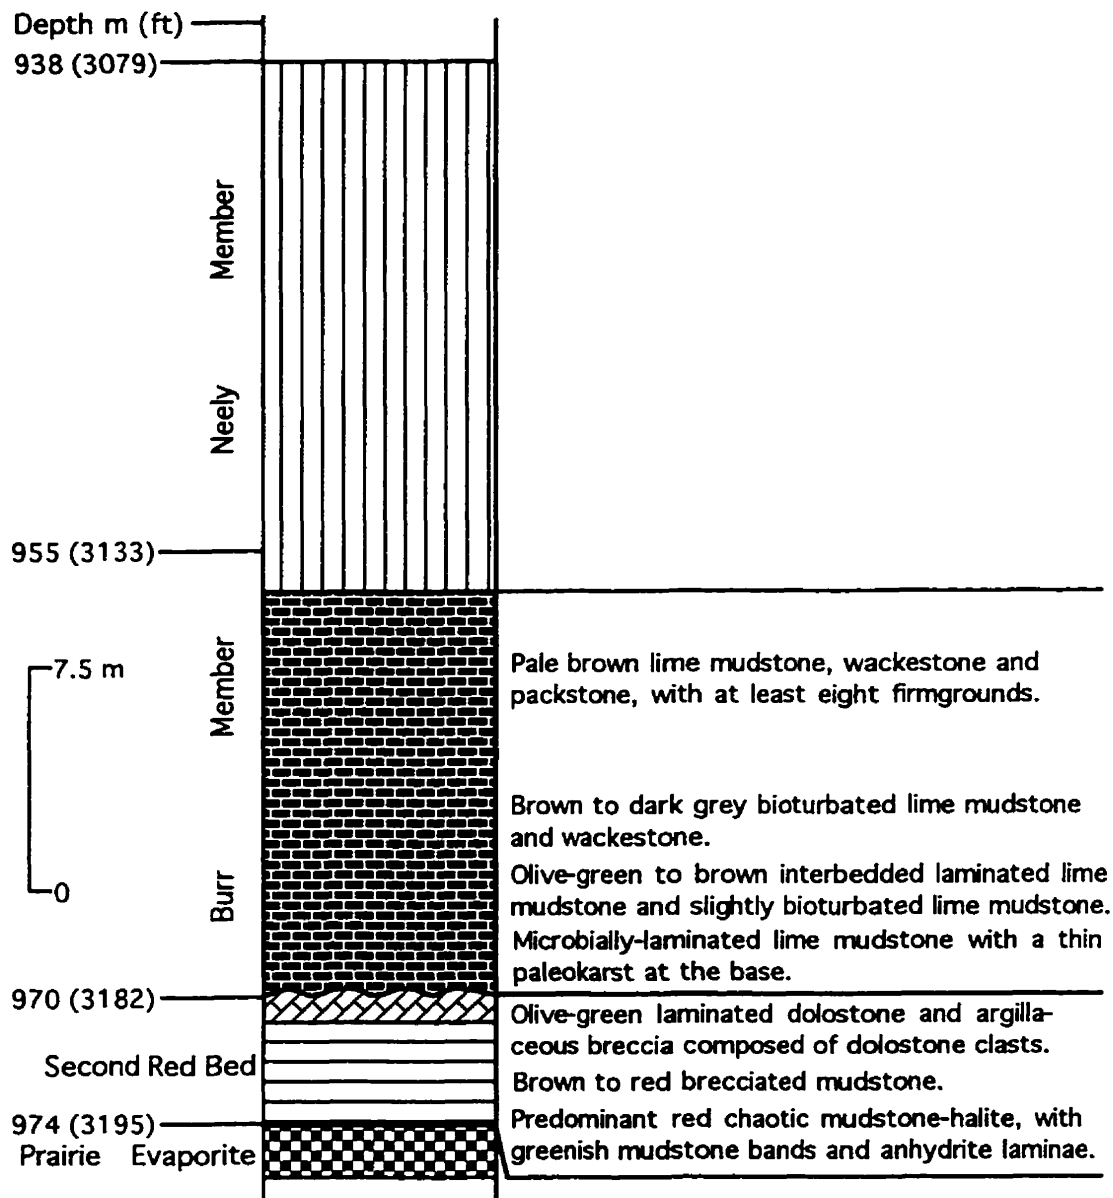 Depth m (ft)
938 (3079)
Member
Neely
955 (3133)
Member
Burr
7.5 m
0
Pale brown lime mudstone, wackestone and
packstone, with at least eight firmgrounds.
Brown to dark grey bioturbated lime mudstone
and wackestone.
Olive-green to brown interbedded laminated lime
mudstone and slightly bioturbated lime mudstone.
Microbially-laminated lime mudstone with a thin
paleokarst at the base.
970 (3182)
Olive-green laminated dolostone and argilla-
ceous breccia composed of dolostone clasts.
Second Red Bed
Brown to red brecciated mudstone.
974 (3195)
Predominant red chaotic mudstone-halite, with
greenish mudstone bands and anhydrite laminae.
Prairie Evaporite